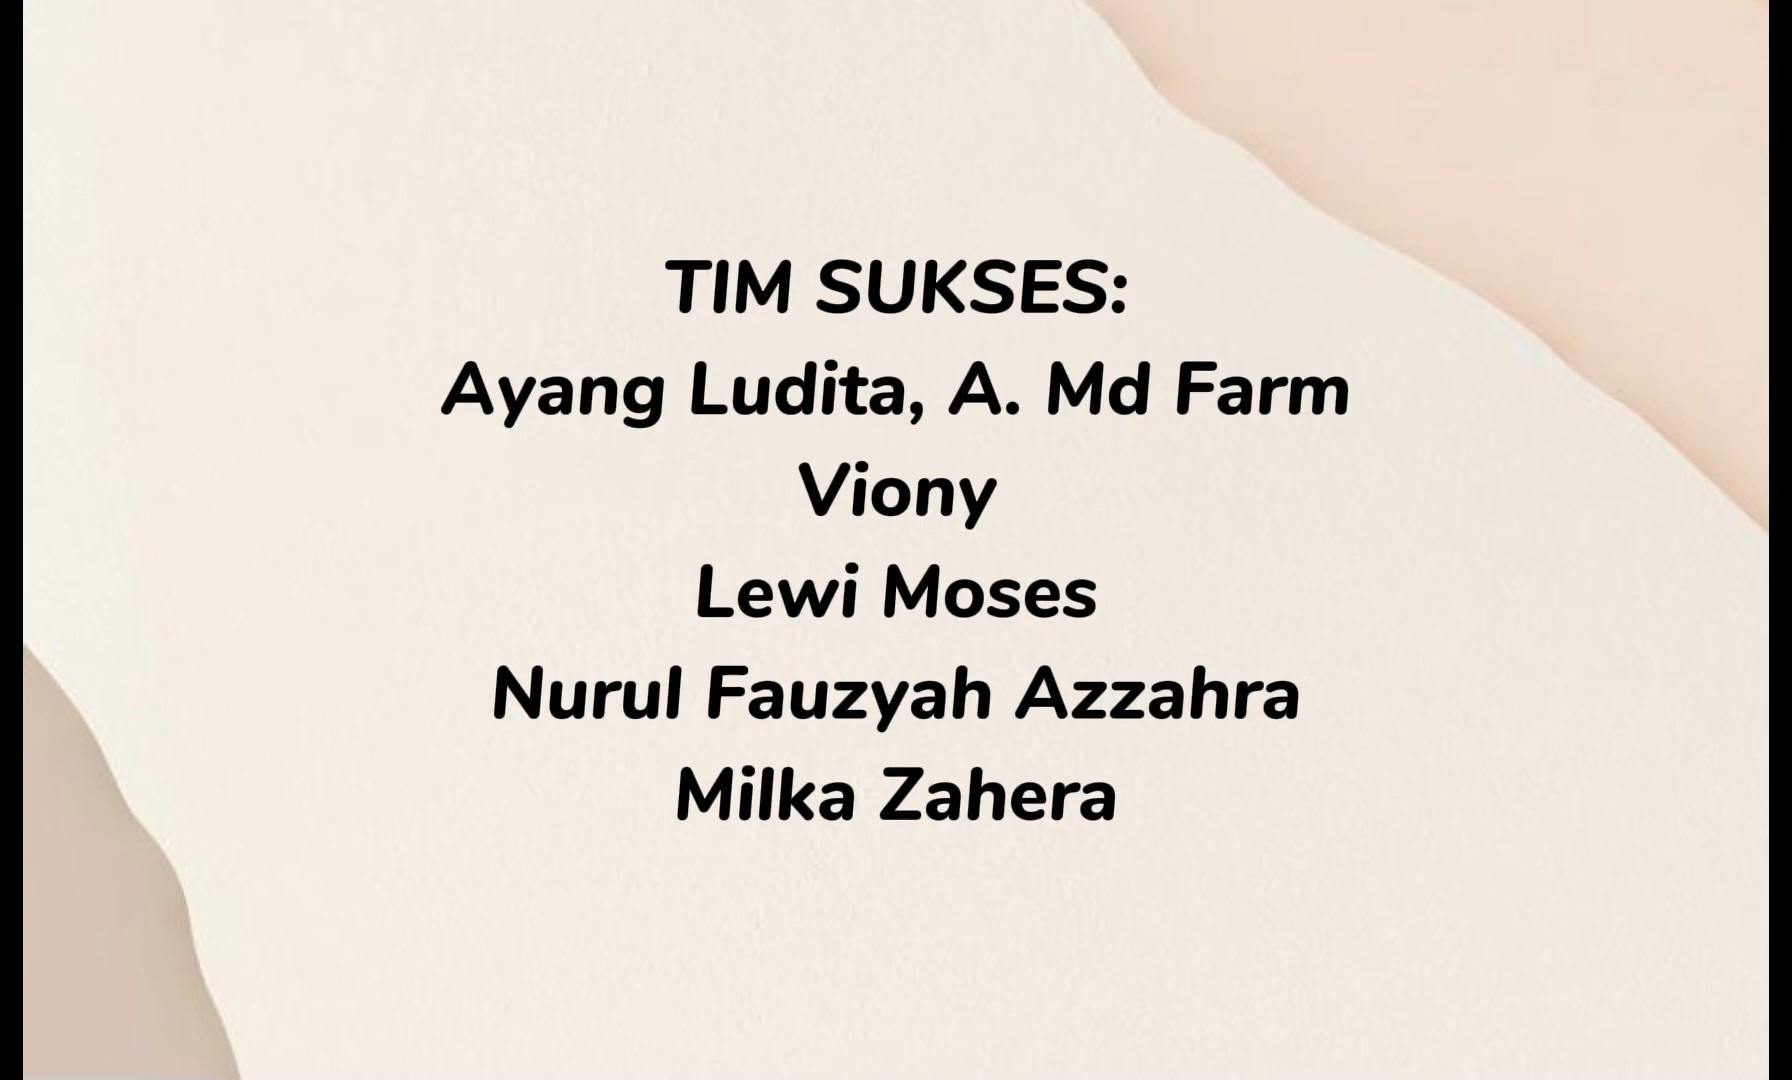 TIM SUKSES:
Ayang Ludita, A. Md Farm
Viony
Lewi Moses
Nurul Fauzyah Azzahra
Milka Zahera